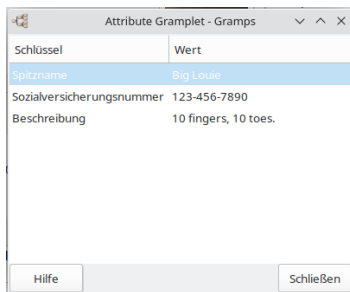 Attribute Gramplet - Gramps
Schlüssel Wert
Spitzname Big Louie
Sozialversicherungsnummer 123-456-7890
Beschreibung 10 fingers, 10 toes.
Hilfe Schließen